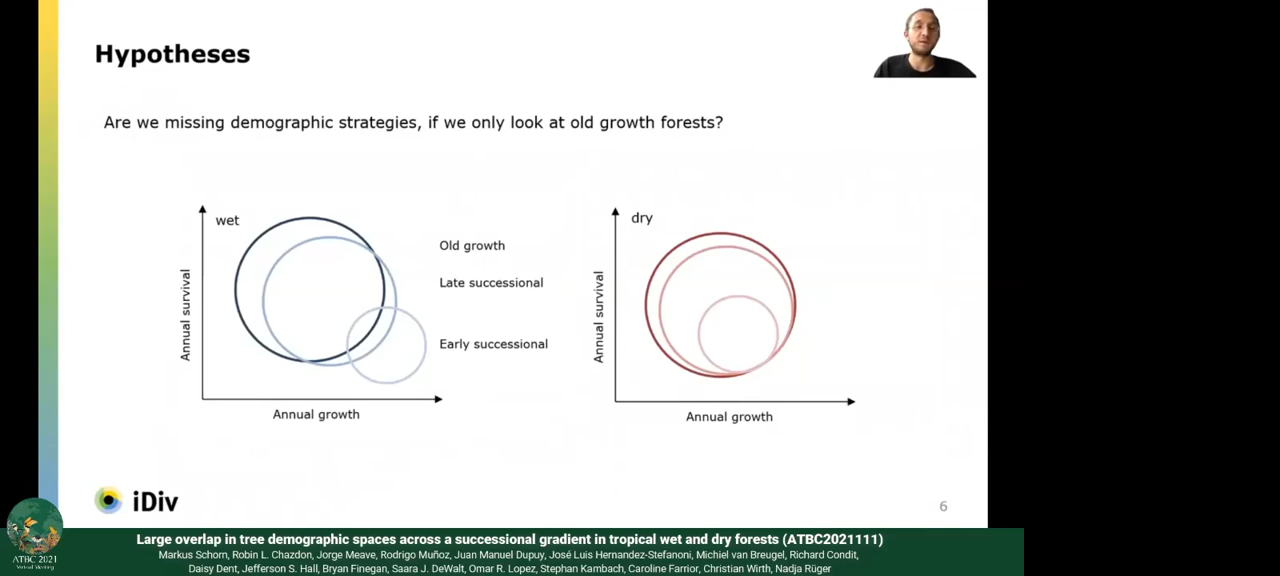 Hypotheses
Are we missing demographic strategies, if we only look at old growth forests?
wet
Annual survival
Annual growth
Old growth
Late successional
Early successional
dry
Annual survival
Annual growth
iDiv
6
ATBC 2021
Virtual Meeting
Large overlap in tree demographic spaces across a successional gradient in tropical wet and dry forests (ATBC2021111)
Markus Schorn, Robin L. Chazdon, Jorge Meave, Rodrigo Muñoz, Juan Manuel Dupuy, José Luis Hernandez-Stefanoni, Michiel van Breugel, Richard Condit,
Daisy Dent, Jefferson S. Hall, Bryan Finegan, Saara J. DeWalt, Omar R. Lopez, Stephan Kambach, Caroline Farrior, Christian Wirth, Nadja Rüger